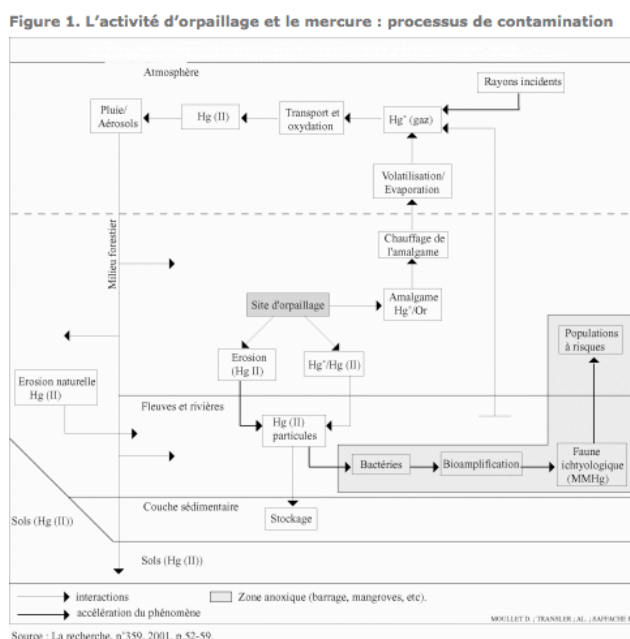 Figure 1. L'activité d'orpaillage et le mercure : processus de contamination
Atmosphère
Rayons incidents
Pluie/
Aérosols
Hg (II)
Transport et
oxydation
Hg° (gaz)
Volatilisation/
Evaporation
Milieu forestier
Chauffage de
l'amalgame
Site d'orpaillage
Amalgame
Hg°/Or
Populations
à risques
Erosion
(Hg II)
Hg°/Hg (II)
Erosion naturelle
Hg (II)
Fleuves et rivières
Hg (II)
particules
Bactéries
Bioamplification
Faune
ichtyologique
(MMHg)
Couche sédimentaire
Stockage
Sols (Hg (II))
Sols (Hg (II))
interactions
Zone anoxique (barrage, mangroves, etc).
accélération du phénomène
MOULLET D. ; TRANSLER ; AL. ;
Source : La recherche, n°359, 2001, p.52-59.